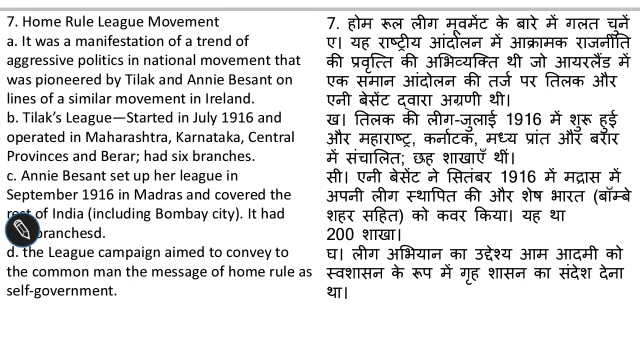 7. Home Rule League Movement
a. It was a manifestation of a trend of
aggressive politics in national movement that
was pioneered by Tilak and Annie Besant on
lines of a similar movement in Ireland.
b. Tilak's League—Started in July 1916 and
operated in Maharashtra, Karnataka, Central
Provinces and Berar; had six branches.
c. Annie Besant set up her league in
September 1916 in Madras and covered the
rest of India (including Bombay city). It had
branchesd.
d. the League campaign aimed to convey to
the common man the message of home rule as
self-government.
7. होम रूल लीग मूवमेंट के बारे में गलत चुनें
ए। यह राष्ट्रीय आंदोलन में आक्रामक राजनीति
की प्रवृत्ति की अभिव्यक्ति थी जो आयरलैंड में
एक समान आंदोलन की तर्ज पर तिलक और
एनी बेसेंट द्वारा अग्रणी थी।
ख। तिलक की लीग-जुलाई 1916 में शुरू हुई
और महाराष्ट्र, कर्नाटक, मध्य प्रांत और बरार
में संचालित; छह शाखाएँ थीं।
सी। एनी बेसेंट ने सितंबर 1916 में मद्रास में
अपनी लीग स्थापित की और शेष भारत (बॉम्बे
शहर सहित) को कवर किया। यह था
200 शाखा।
घ। लीग अभियान का उद्देश्य आम आदमी को
स्वशासन के रूप में गृह शासन का संदेश देना
था।